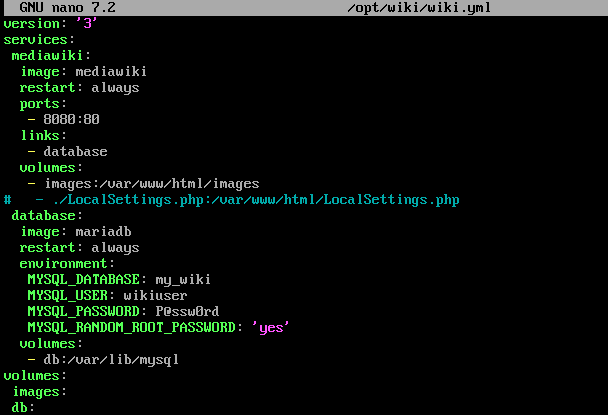 GNU nano 7.2 /opt/wiki/wiki.yml
version: '3'
services:
 mediawiki:
  image: mediawiki
  restart: always
  ports:
   - 8080:80
  links:
   - database
  volumes:
   - images:/var/www/html/images
#   - ./LocalSettings.php:/var/www/html/LocalSettings.php
 database:
  image: mariadb
  restart: always
  environment:
   MYSQL_DATABASE: my_wiki
   MYSQL_USER: wikiuser
   MYSQL_PASSWORD: P@ssw0rd
   MYSQL_RANDOM_ROOT_PASSWORD: 'yes'
  volumes:
   - db:/var/lib/mysql
volumes:
 images:
 db: